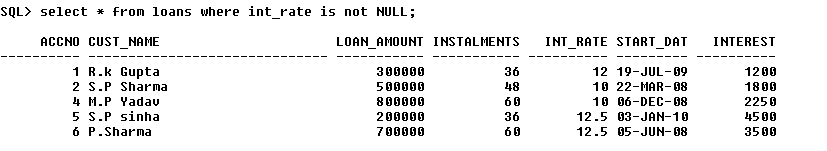 SQL> select * from loans where int_rate is not NULL;
ACCNO CUST_NAME LOAN_AMOUNT INSTALMENTS INT_RATE START_DAT INTEREST
---------- ------------------------------ ----------- ----------- ---------- --------- ----------
1 R.k Gupta 300000 36 12 19-JUL-09 1200
2 S.P Sharma 500000 48 10 22-MAR-08 1800
4 M.P Yadav 800000 60 10 06-DEC-08 2250
5 S.P sinha 200000 36 12.5 03-JAN-10 4500
6 P.Sharma 700000 60 12.5 05-JUN-08 3500